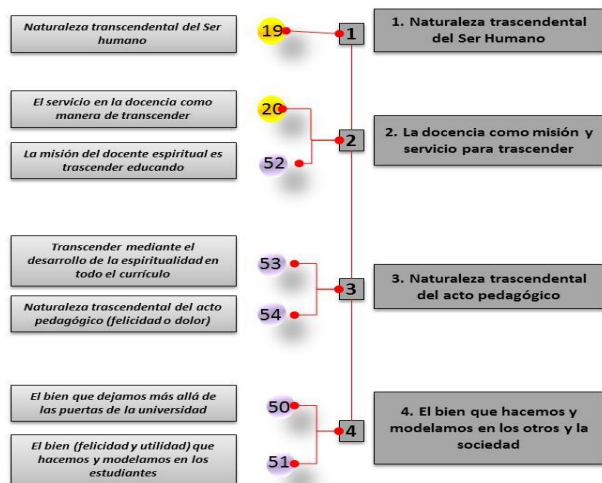 Naturaleza transcendental del Ser
humano
19
1
1. Naturaleza trascendental
del Ser Humano
El servicio en la docencia como
manera de transcender
20
2
2. La docencia como misión y
servicio para trascender
La misión del docente espiritual es
trascender educando
52
Transcender mediante el
desarrollo de la espiritualidad en
todo el currículo
53
3
3. Naturaleza trascendental
del acto pedagógico
Naturaleza trascendental del acto
pedagógico (felicidad o dolor)
54
El bien que dejamos más allá de
las puertas de la universidad
50
4
4. El bien que hacemos y
modelamos en los otros y la
sociedad
El bien (felicidad y utilidad) que
hacemos y modelamos en los
estudiantes
51